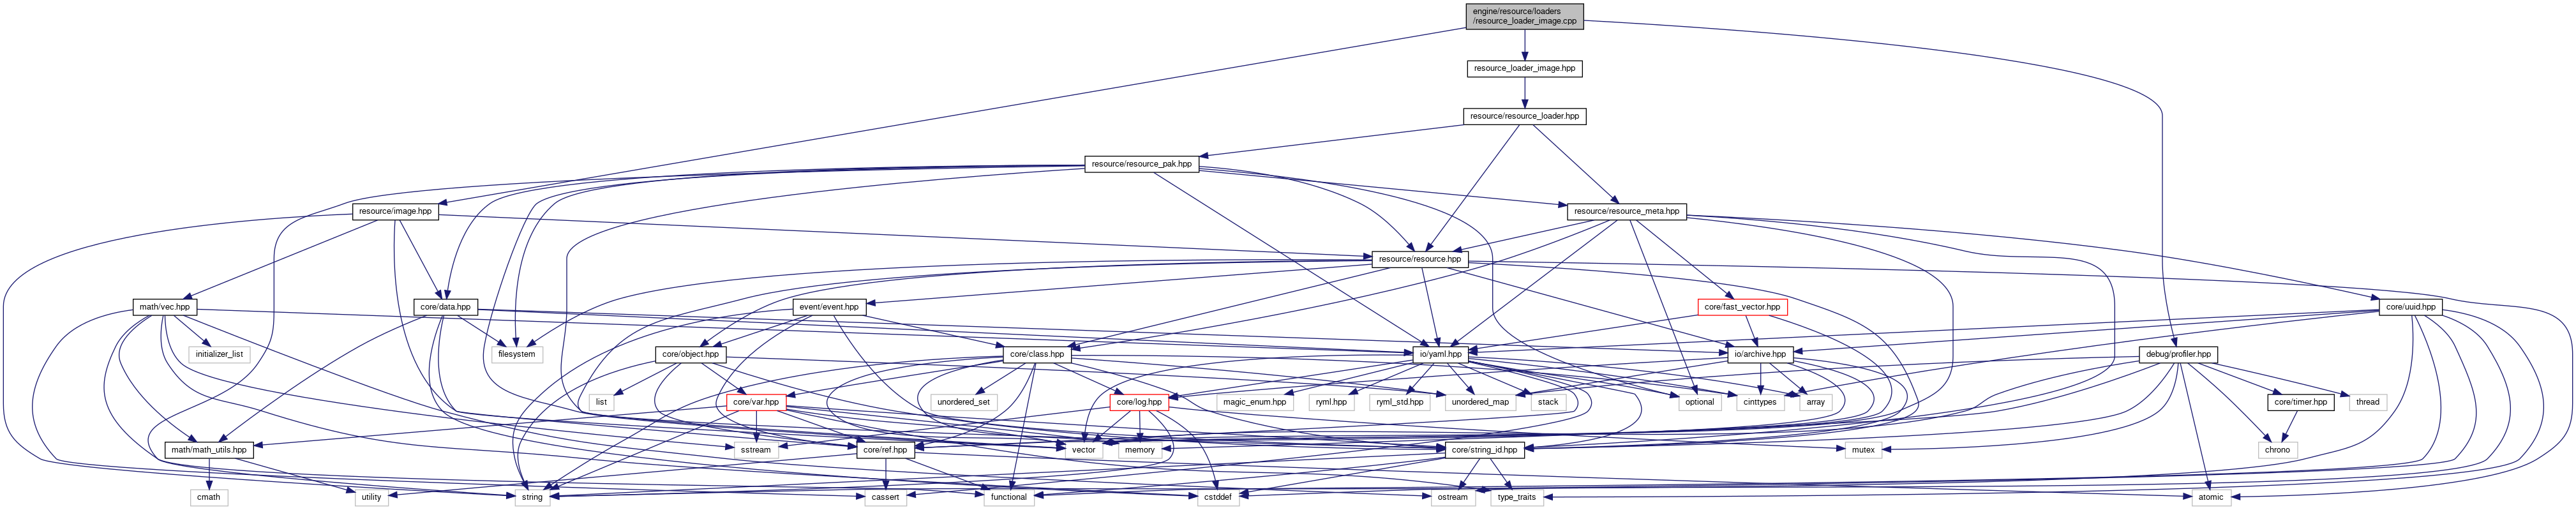 engine/resource/loaders
/resource_loader_image.cpp
resource_loader_image.hpp
resource/resource_loader.hpp
resource/resource_pak.hpp
resource/image.hpp
resource/resource_meta.hpp
resource/resource.hpp
math/vec.hpp
core/data.hpp
event/event.hpp
core/fast_vector.hpp
core/uuid.hpp
initializer_list
filesystem
core/object.hpp
core/class.hpp
io/yaml.hpp
io/archive.hpp
debug/profiler.hpp
list
core/var.hpp
unordered_set
core/log.hpp
magic_enum.hpp
ryml.hpp
ryml_std.hpp
unordered_map
stack
optional
cinttypes
array
core/timer.hpp
thread
math/math_utils.hpp
sstream
core/ref.hpp
vector
memory
core/string_id.hpp
mutex
chrono
cmath
utility
string
cassert
functional
cstddef
ostream
type_traits
atomic